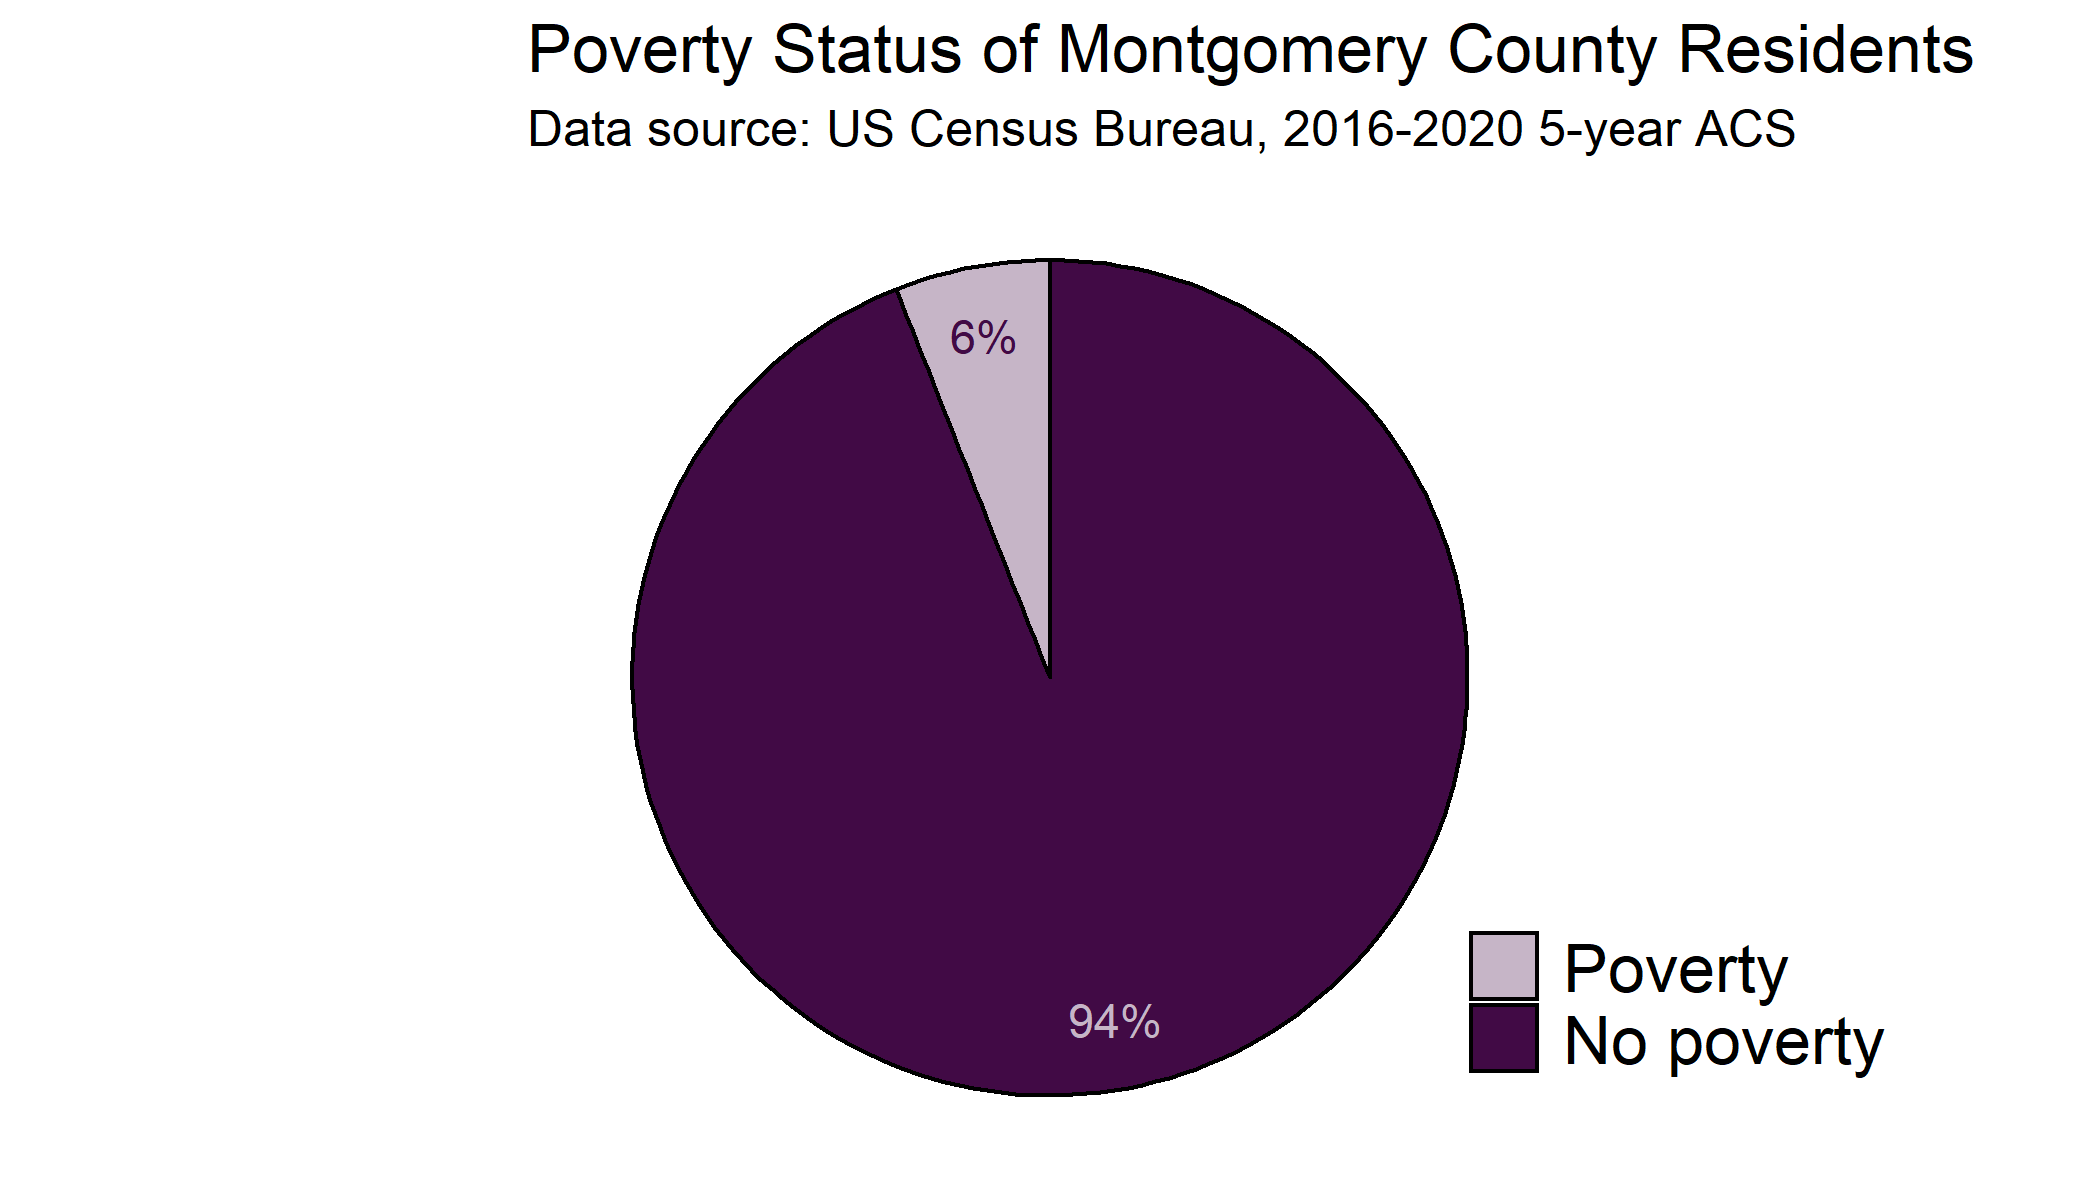 Poverty Status of Montgomery County Residents
Data source: US Census Bureau, 2016-2020 5-year ACS
6%
94%
Poverty
No poverty